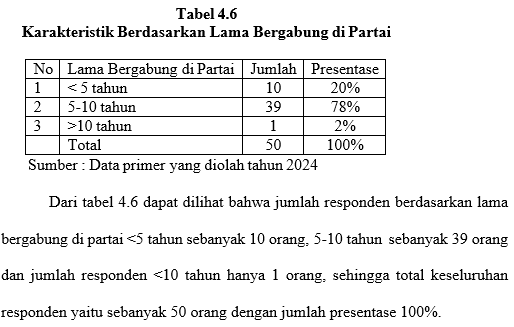 Tabel 4.6
Karakteristik Berdasarkan Lama Bergabung di Partai
No Lama Bergabung di Partai Jumlah Presentase
1 < 5 tahun 10 20%
2 5-10 tahun 39 78%
3 >10 tahun 1 2%
Total 50 100%
Sumber : Data primer yang diolah tahun 2024
Dari tabel 4.6 dapat dilihat bahwa jumlah responden berdasarkan lama
bergabung di partai <5 tahun sebanyak 10 orang, 5-10 tahun sebanyak 39 orang
dan jumlah responden <10 tahun hanya 1 orang, sehingga total keseluruhan
responden yaitu sebanyak 50 orang dengan jumlah presentase 100%.